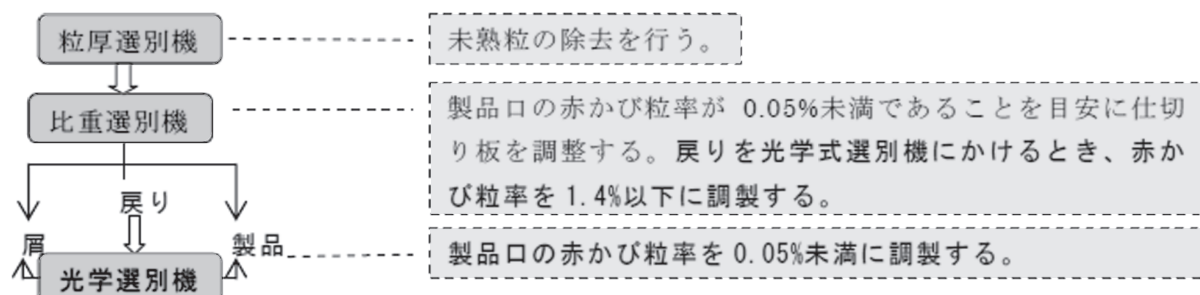 粒厚選別機
未熟粒の除去を行う。
比重選別機
製品口の赤かび粒率が 0.05%未満であることを目安に仕切
り板を調整する。戻りを光学式選別機にかけるとき、赤か
び粒率を 1.4%以下に調製する。
戻り
屑
製品
製品口の赤かび粒率を 0.05%未満に調製する。
光学選別機